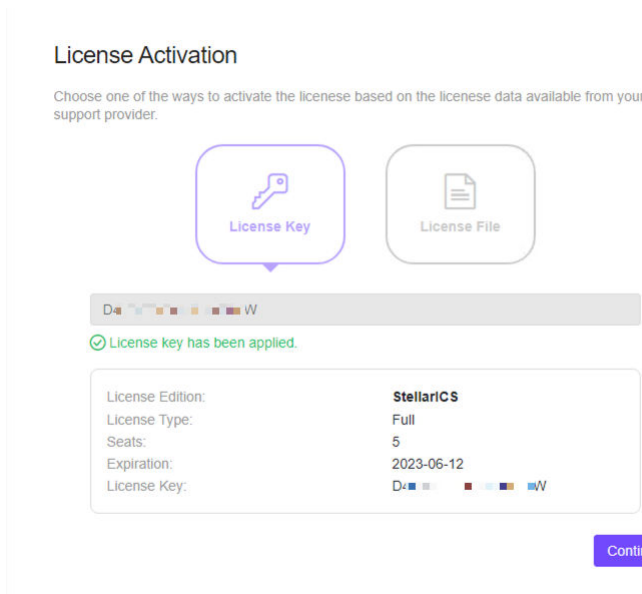 License Activation
Choose one of the ways to activate the licenese based on the licenese data available from your
support provider.
License Key
License File
License key has been applied.
License Edition: StellarICS
License Type: Full
Seats: 5
Expiration: 2023-06-12
License Key: